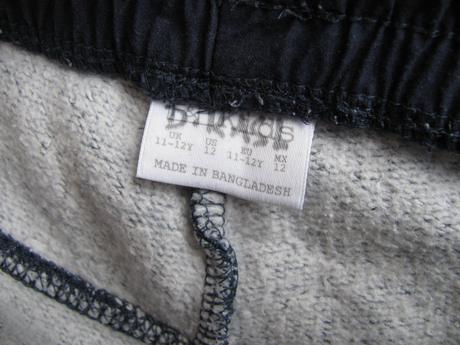 UK US EU MX
11-12Y 12 11-12Y 12
MADE IN BANGLADESH